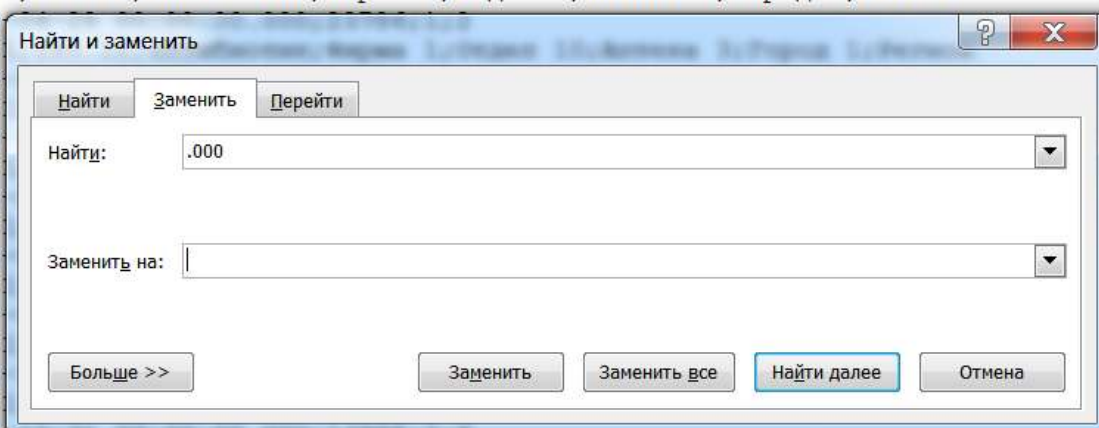 Найти и заменить
Найти
Заменить
Перейти
Найти:
.000
Заменить на:
Больше >>
Заменить
Заменить все
Найти далее
Отмена